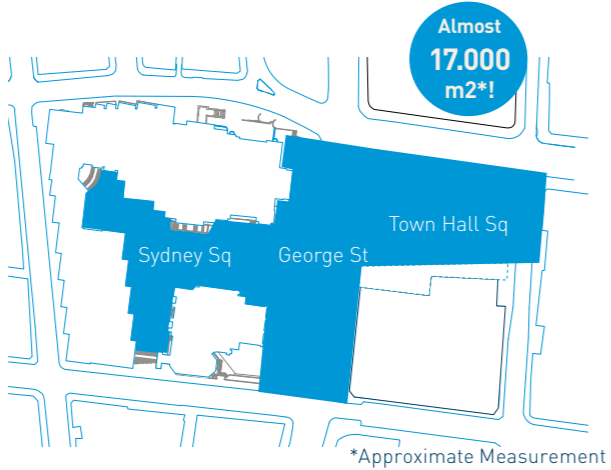 Almost
17.000
m2*!
Town Hall Sq
Sydney Sq
George St
*Approximate Measurement